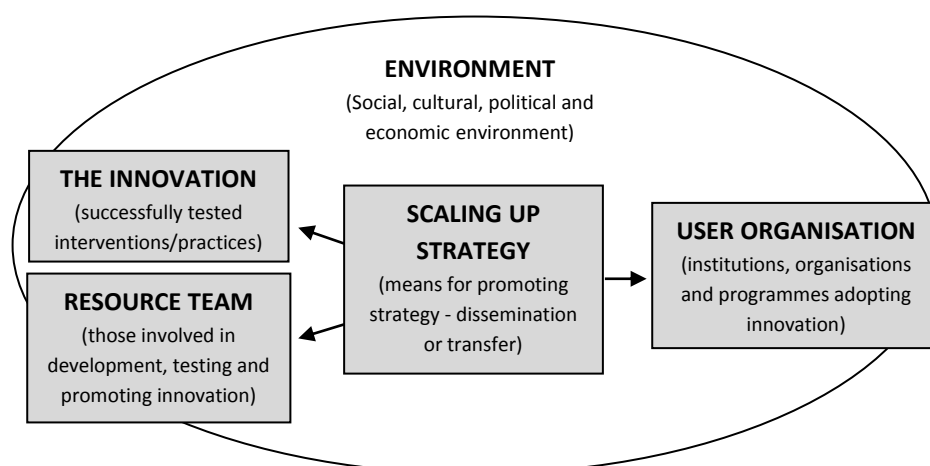 ENVIRONMENT
(Social, cultural, political and
economic environment)
THE INNOVATION
(successfully tested
interventions/practices)
RESOURCE TEAM
(those involved in
development, testing and
promoting innovation)
SCALING UP
STRATEGY
(means for promoting
strategy - dissemination
or transfer)
USER ORGANISATION
(institutions, organisations
and programmes adopting
innovation)